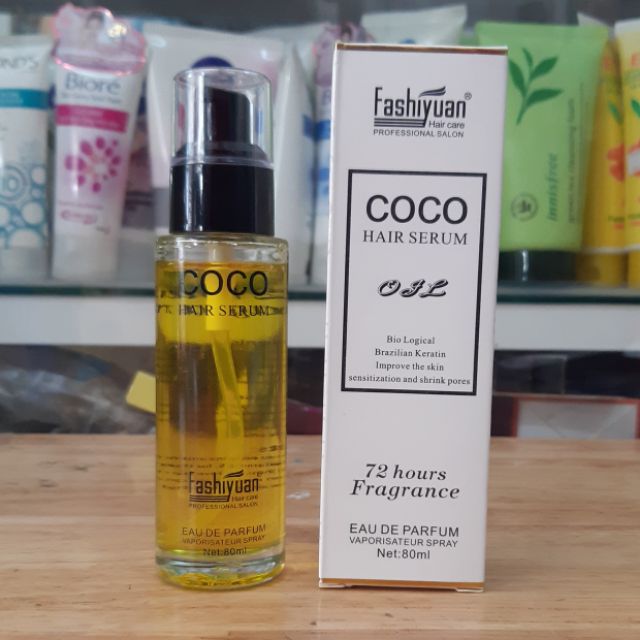 Bioré
innisfree
COCO
HAIR SERUM
Fashiyuan
Hair care
PROFESSIONAL SALON
EAU DE PARFUM
VAPORISATEUR SPRAY
Net:80ml
Fashiyuan®
Hair care
PROFESSIONAL SALON
COCO
HAIR SERUM
OIL
Bio Logical
Brazilian Keratin
Improve the skin
sensitization and shrink pores
72 hours
Fragrance
EAU DE PARFUM
VAPORISATEUR SPRAY
Net:80ml